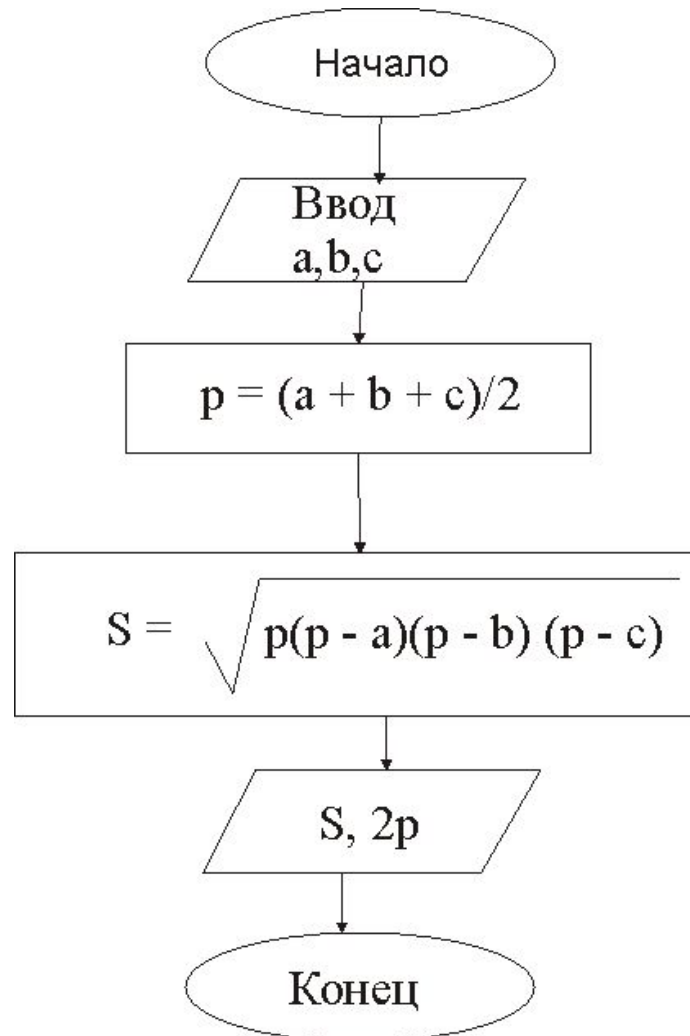 Начало
Ввод
a,b,c
p = (a + b + c)/2
S = √p(p - a)(p - b) (p - c)
S, 2p
Конец